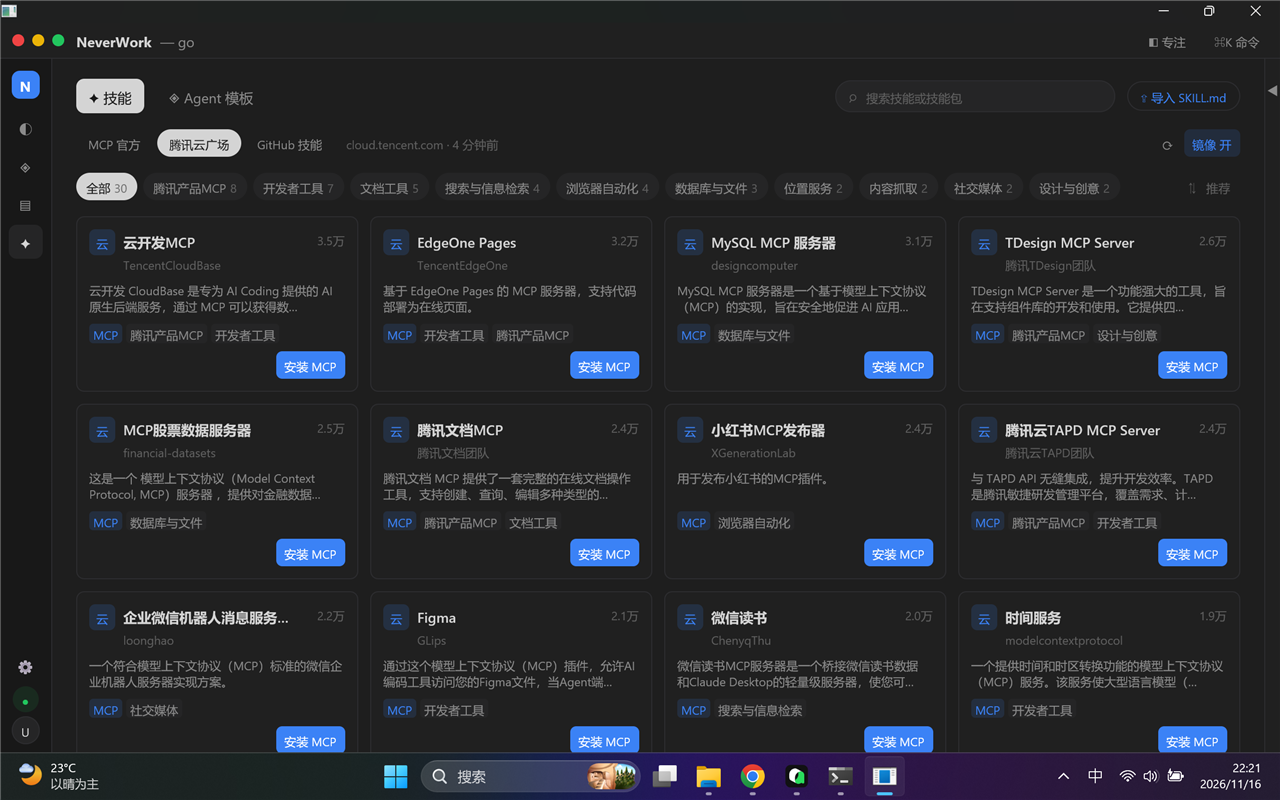 NeverWork — go
专注
⌘K 命令
N
✦ 技能
◈ Agent 模板
搜索技能或技能包
⇧ 导入 SKILL.md
MCP 官方
腾讯云广场
GitHub 技能
cloud.tencent.com · 4 分钟前
镜像 开
全部 30
腾讯产品MCP 8
开发者工具 7
文档工具 5
搜索与信息检索 4
浏览器自动化 4
数据库与文件 3
位置服务 2
内容抓取 2
社交媒体 2
设计与创意 2
推荐
云 云开发MCP 3.5万
TencentCloudBase
云开发 CloudBase 是专为 AI Coding 提供的 AI
原生后端服务，通过 MCP 可以获得数...
MCP 腾讯产品MCP 开发者工具
安装 MCP
云 EdgeOne Pages 3.2万
TencentEdgeOne
基于 EdgeOne Pages 的 MCP 服务器，支持代码
部署为在线页面。
MCP 开发者工具 腾讯产品MCP
安装 MCP
云 MySQL MCP 服务器 3.1万
designcomputer
MySQL MCP 服务器是一个基于模型上下文协议
（MCP）的实现，旨在安全地促进 AI 应用...
MCP 数据库与文件
安装 MCP
云 TDesign MCP Server 2.6万
腾讯TDesign团队
TDesign MCP Server 是一个功能强大的工具，旨
在支持组件库的开发和使用。它提供四...
MCP 腾讯产品MCP 设计与创意
安装 MCP
云 MCP股票数据服务器 2.5万
financial-datasets
这是一个 模型上下文协议（Model Context
Protocol, MCP）服务器 ，提供对金融数据...
MCP 数据库与文件
安装 MCP
云 腾讯文档MCP 2.4万
腾讯文档团队
腾讯文档 MCP 提供了一套完整的在线文档操作
工具，支持创建、查询、编辑多种类型的...
MCP 腾讯产品MCP 文档工具
安装 MCP
云 小红书MCP发布器 2.4万
XGenerationLab
用于发布小红书的MCP插件。
MCP 浏览器自动化
安装 MCP
云 腾讯云TAPD MCP Server 2.4万
腾讯云TAPD团队
与 TAPD API 无缝集成，提升开发效率。TAPD
是腾讯敏捷研发管理平台，覆盖需求、计...
MCP 腾讯产品MCP 开发者工具
安装 MCP
云 企业微信机器人消息服务... 2.2万
loonghao
一个符合模型上下文协议（MCP）标准的微信企
业机器人服务器实现方案。
MCP 社交媒体
安装 MCP
云 Figma 2.1万
GLips
通过这个模型上下文协议（MCP）插件，允许AI
编码工具访问您的Figma文件，当Agent端...
MCP 开发者工具
安装 MCP
云 微信读书 2.0万
ChenyqThu
微信读书MCP服务器是一个桥接微信读书数据
和Claude Desktop的轻量级服务器，使您可...
MCP 搜索与信息检索
安装 MCP
云 时间服务 1.9万
modelcontextprotocol
一个提供时间和时区转换功能的模型上下文协议
（MCP）服务。该服务使大型语言模型（...
MCP 开发者工具
安装 MCP
U
23°C
以晴为主
搜索
中
22:21
2026/11/16